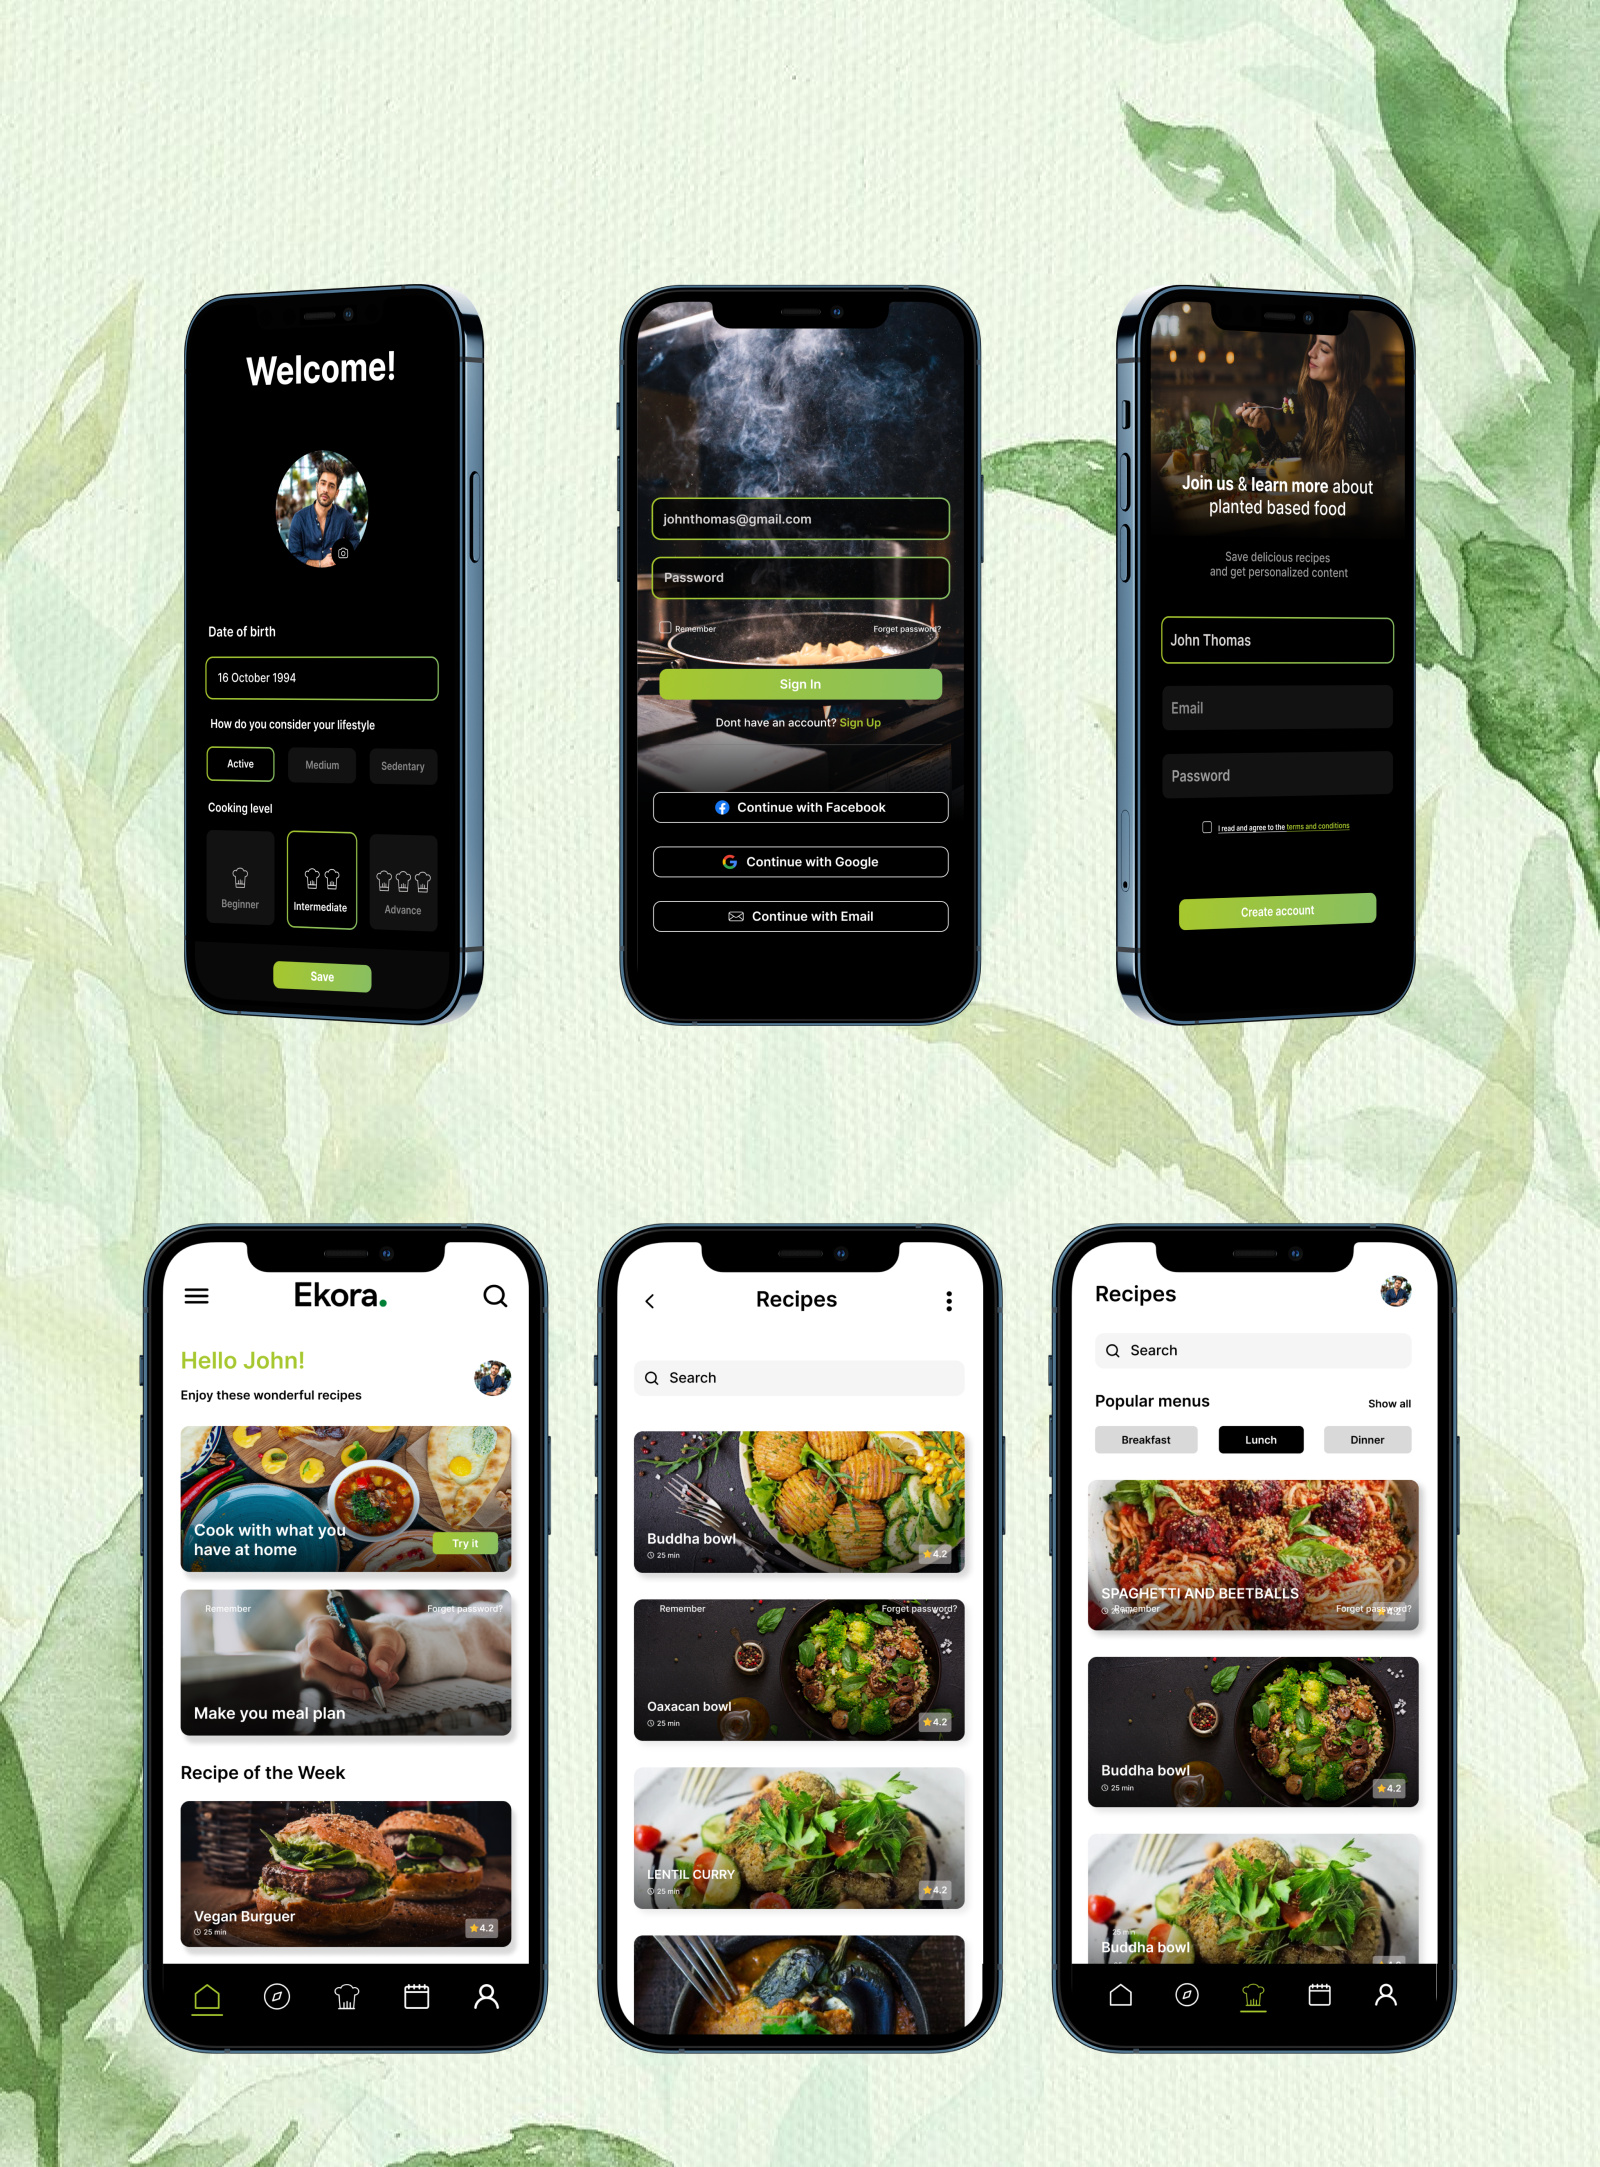 Welcome!
Date of birth
16 October 1994
How do you consider your lifestyle
Active
Medium
Sedentary
Cooking level
Beginner
Intermediate
Advance
Save
johnthomas@gmail.com
Password
Remember
Forget password?
Sign In
Dont have an account? Sign Up
Continue with Facebook
Continue with Google
Continue with Email
Join us & learn more about
planted based food
Save delicious recipes
and get personalized content
John Thomas
Email
Password
I read and agree to the terms and conditions
Create account
Ekora.
Hello John!
Enjoy these wonderful recipes
Cook with what you
have at home
Try it
Remember
Forget password?
Make you meal plan
Recipe of the Week
Vegan Burguer
25 min
4.2
Recipes
Search
Buddha bowl
25 min
4.2
Remember
Forget password?
Oaxacan bowl
25 min
4.2
LENTIL CURRY
25 min
4.2
Recipes
Search
Popular menus
Show all
Breakfast
Lunch
Dinner
SPAGHETTI AND BEETBALLS
25 min
Remember
Forget password?
4.2
Buddha bowl
25 min
4.2
25 min
Buddha bowl